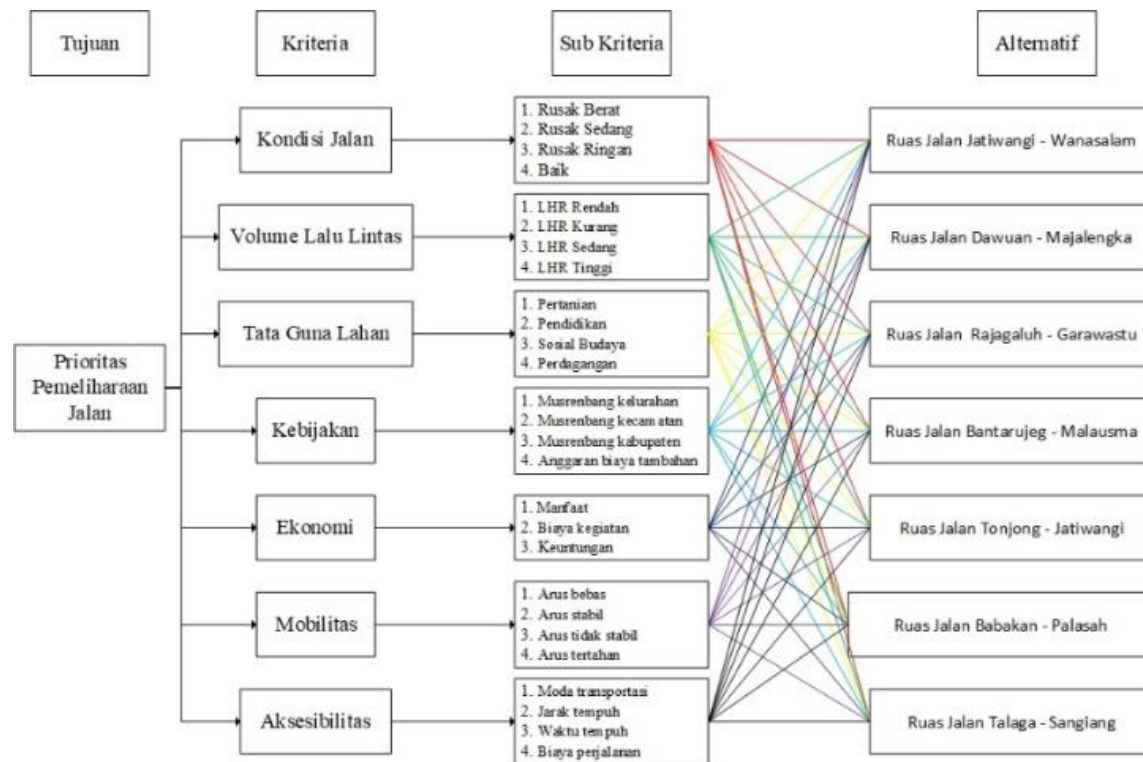 Tujuan
Kriteria
Sub Kriteria
Alternatif
Prioritas
Pemeliharaan
Jalan
Kondisi Jalan
1. Rusak Berat
2. Rusak Sedang
3. Rusak Ringan
4. Baik
Ruas Jalan Jatiwangi - Wanasalam
Volume Lalu Lintas
1. LHR Rendah
2. LHR Kurang
3. LHR Sedang
4. LHR Tinggi
Ruas Jalan Dawuan - Majalengka
Tata Guna Lahan
1. Pertanian
2. Pendidikan
3. Sosial Budaya
4. Perdagangan
Ruas Jalan Rajagaluh - Garawastu
Kebijakan
1. Musrenbang kelurahan
2. Musrenbang kecamatan
3. Musrenbang kabupaten
4. Anggaran biaya tambahan
Ruas Jalan Bantarujeg - Malausma
Ekonomi
1. Manfaat
2. Biaya kegiatan
3. Keuntungan
Ruas Jalan Tonjong - Jatiwangi
Mobilitas
1. Arus bebas
2. Arus stabil
3. Arus tidak stabil
4. Arus tertahan
Ruas Jalan Babakan - Palasah
Aksesibilitas
1. Moda transportasi
2. Jarak tempuh
3. Waktu tempuh
4. Biaya perjalanan
Ruas Jalan Talaga - Sangiang